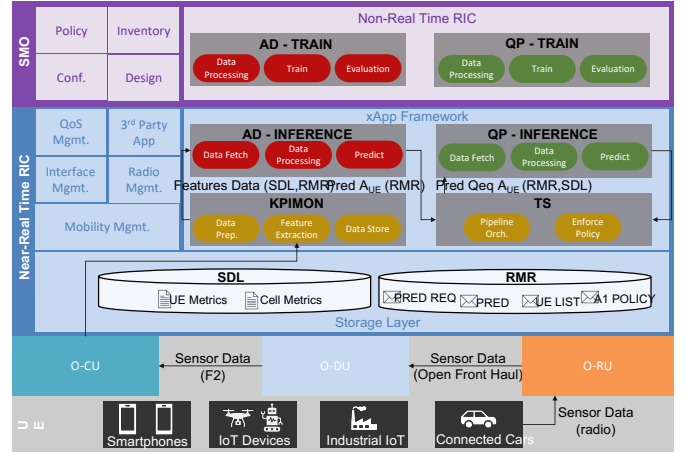 SMO
Policy
Inventory
Conf.
Design
Non-Real Time RIC
AD - TRAIN
Data
Processing
Train
Evaluation
QP - TRAIN
Data
Processing
Train
Evaluation
Near-Real Time RIC
QoS
Mgmt.
3rd Party
App
Interface
Mgmt.
Radio
Mgmt.
Mobility Mgmt.
xApp Framework
AD - INFERENCE
Data Fetch
Data
Processing
Predict
QP - INFERENCE
Data Fetch
Data
Processing
Predict
Features Data (SDL,RMR)
Pred AUE (RMR)
Pred Qeq AUE (RMR,SDL)
KPIMON
Data
Prep.
Feature
Extraction
Data Store
TS
Pipeline
Orch.
Enforce
Policy
SDL
UE Metrics
Cell Metrics
RMR
PRED REQ
PRED
UE LIST
A1 POLICY
Storage Layer
O-CU
Sensor Data
(F2)
O-DU
Sensor Data
(Open Front Haul)
O-RU
UE
Smartphones
IoT Devices
Industrial IoT
Connected Cars
Sensor Data
(radio)